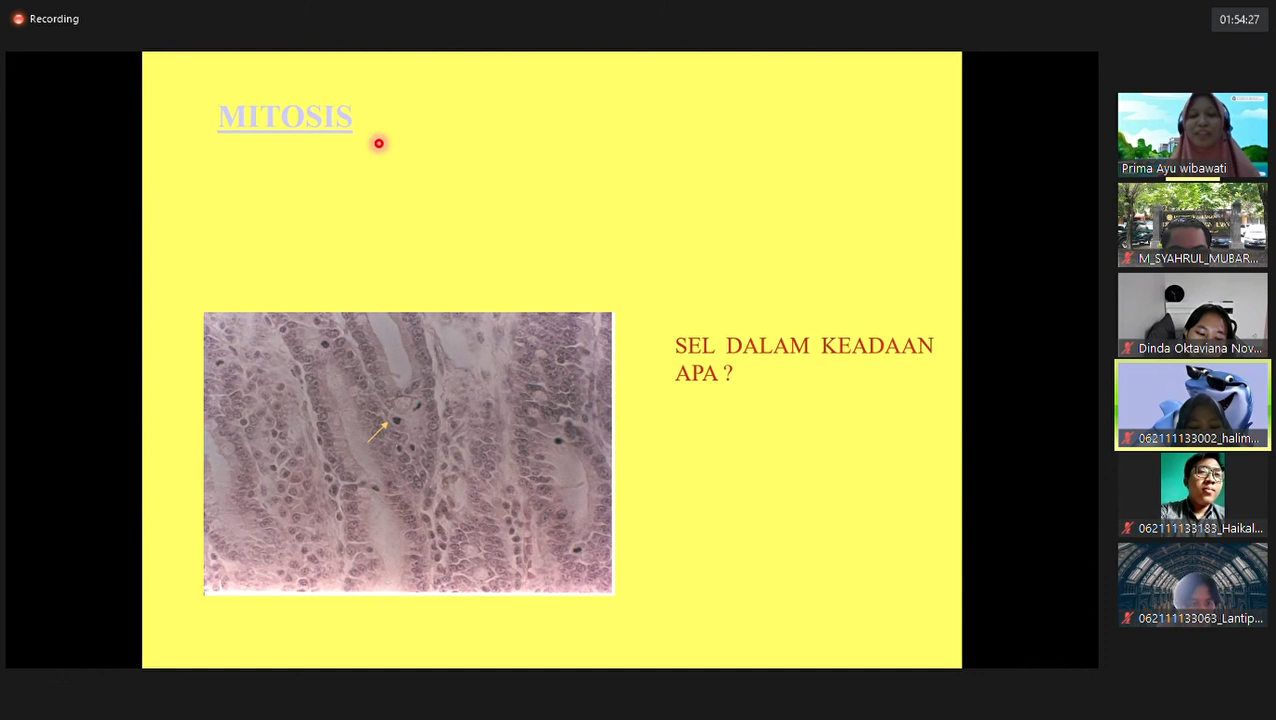 Recording
01:54:27
MITOSIS
SEL DALAM KEADAAN
APA ?
Prima Ayu wibawati
M_SYAHRUL_MUBAR...
Dinda Oktaviana Nov...
062111133002_halim...
062111133183_Haikal...
062111133063_Lantip...